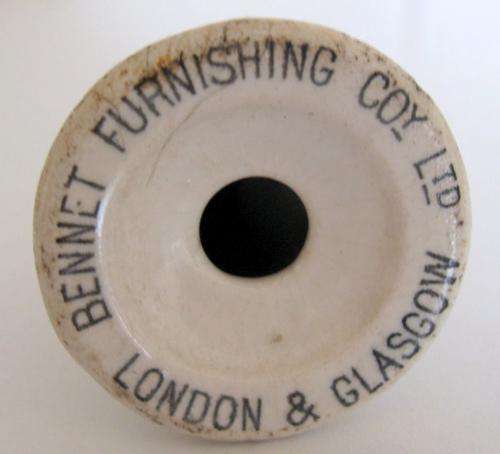 BENNET FURNISHING COY LTD
LONDON & GLASGOW